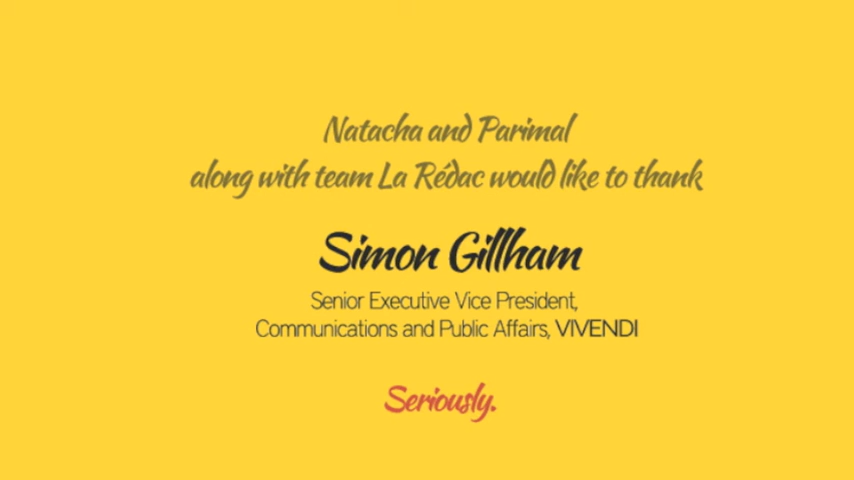 Natacha and Parimal
along with team La Rédac would like to thank
Simon Gillham
Senior Executive Vice President,
Communications and Public Affairs, VIVENDI
Seriously.